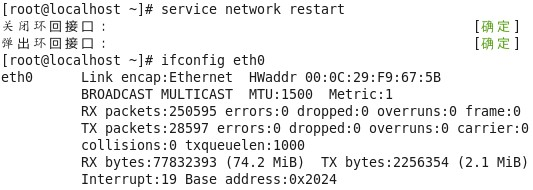 [root@localhost ~]# service network restart
关闭环回接口： [确定]
弹出环回接口： [确定]
[root@localhost ~]# ifconfig eth0
eth0 Link encap:Ethernet HWaddr 00:0C:29:F9:67:5B
BROADCAST MULTICAST MTU:1500 Metric:1
RX packets:250595 errors:0 dropped:0 overruns:0 frame:0
TX packets:28597 errors:0 dropped:0 overruns:0 carrier:0
collisions:0 txqueuelen:1000
RX bytes:77832393 (74.2 MiB) TX bytes:2256354 (2.1 MiB)
Interrupt:19 Base address:0x2024